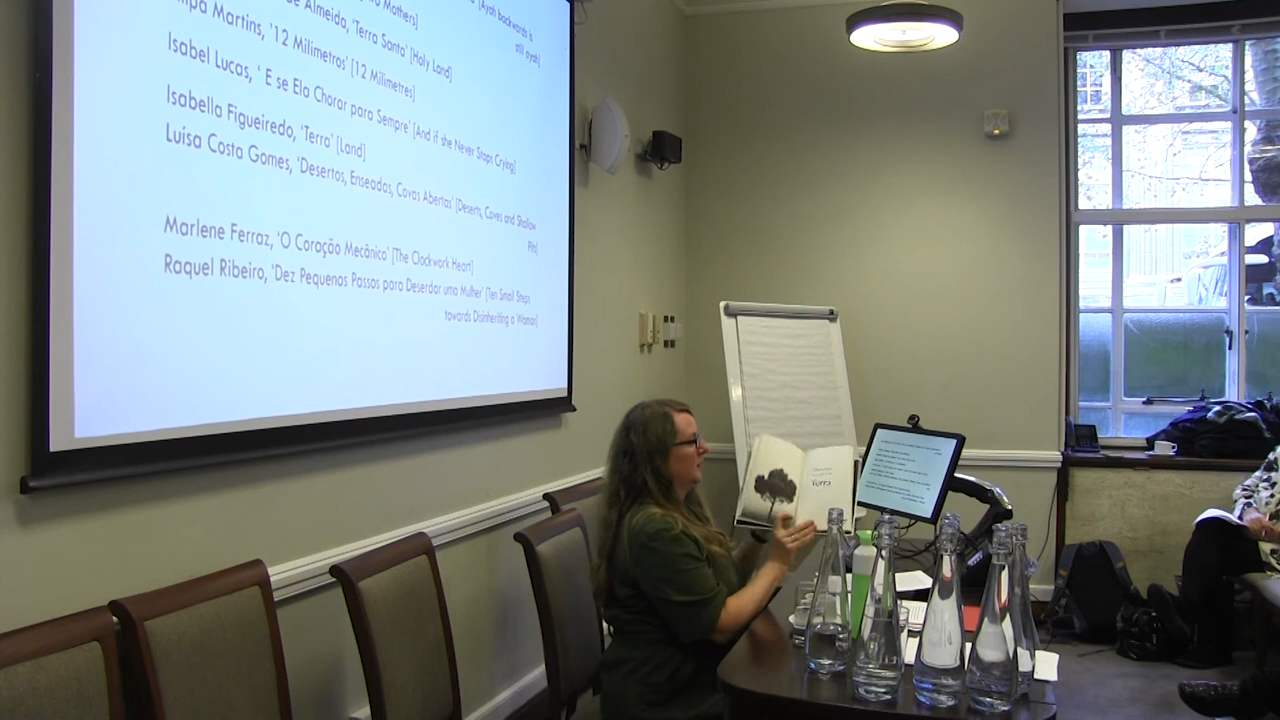 Mothers]
[Ayah backwards is
still ayah]
Almeida, 'Terra Santa' [Holy Land]
Martins, '12 Milímetros' [12 Milimetres]
Isabel Lucas, ' E se Ela Chorar para Sempre' [And if she Never Stops Crying]
Isabella Figueiredo, 'Terra' [Land]
Luísa Costa Gomes, 'Desertos, Enseadas, Covas Abertas' [Deserts, Coves and Shallow
Pits]
Marlene Ferraz, 'O Coração Mecânico' [The Clockwork Heart]
Raquel Ribeiro, 'Dez Pequenos Passos para Deserdar uma Mulher' [Ten Small Steps
towards Disinheriting a Woman]
Terra